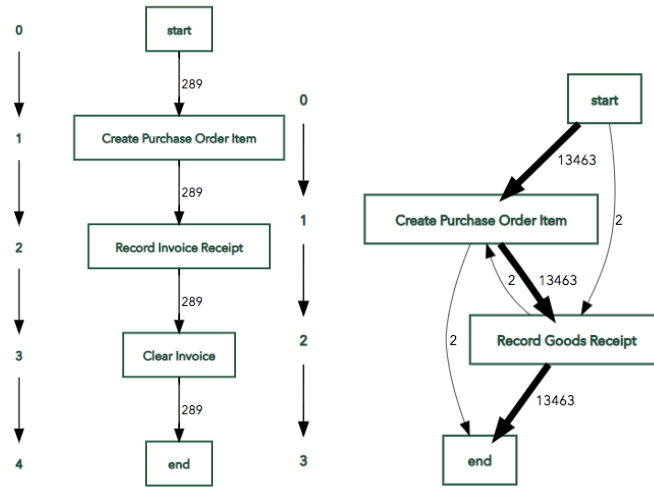 0
start
289
1
Create Purchase Order Item
289
2
Record Invoice Receipt
289
3
Clear Invoice
289
4
end
0
start
13463
2
1
Create Purchase Order Item
2
13463
2
2
Record Goods Receipt
13463
3
end